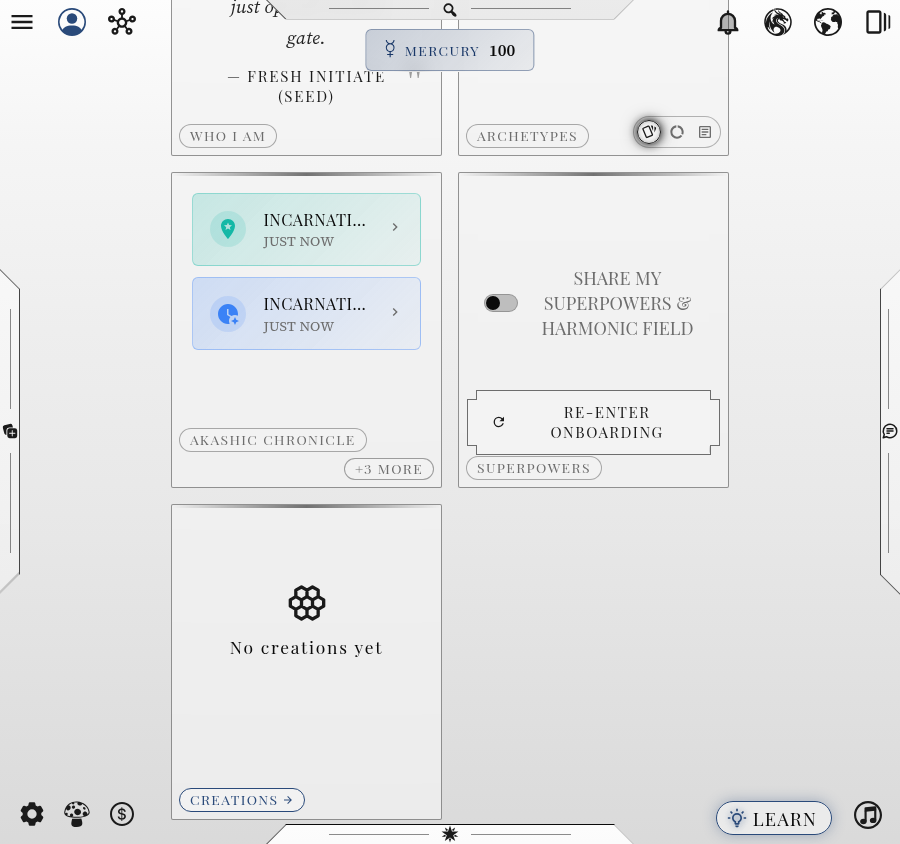 just op
gate.
MERCURY 100
— FRESH INITIATE
(SEED)
"
WHO I AM
ARCHETYPES
INCARNATI...
JUST NOW
INCARNATI...
JUST NOW
AKASHIC CHRONICLE
+3 MORE
SHARE MY
SUPERPOWERS &
HARMONIC FIELD
RE-ENTER
ONBOARDING
SUPERPOWERS
No creations yet
CREATIONS →
LEARN